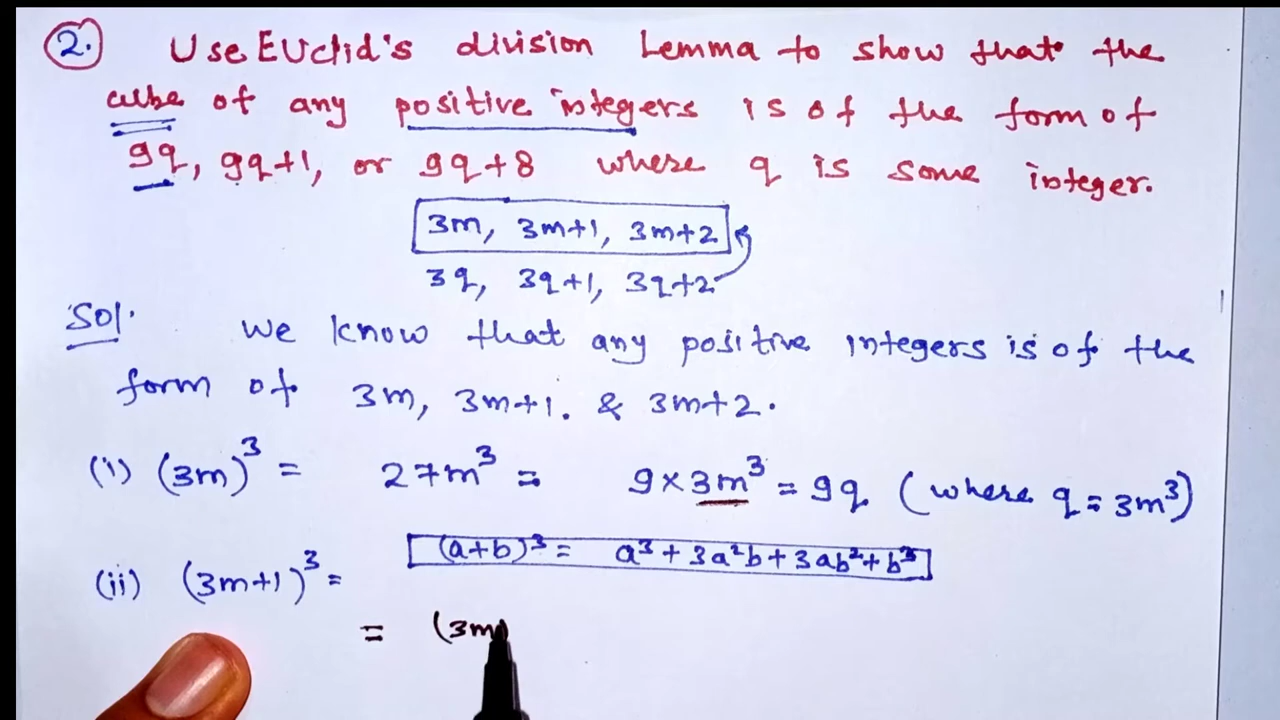 2. Use Euclid's division Lemma to show that the
cube of any positive integers is of the form of
9q, 9q+1, or 9q+8 where q is some integer.
3m, 3m+1, 3m+2
3q, 3q+1, 3q+2
Sol. We know that any positive integers is of the
form of 3m, 3m+1. & 3m+2.
(i) (3m)³ = 27m³ = 9×3m³ = 9q (where q = 3m³)
(a+b)³ = a³ + 3a²b + 3ab² + b³
(ii) (3m+1)³ =
= (3m)